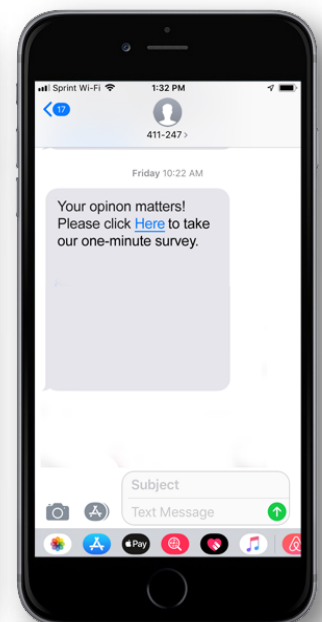 Sprint Wi-Fi 1:32 PM
17
411-247 >
Friday 10:22 AM
Your opinon matters!
Please click Here to take
our one-minute survey.
Subject
Text Message
Pay